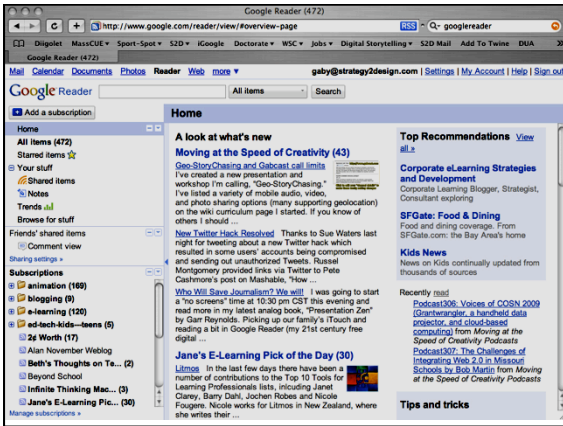 Google Reader (472)
http://www.google.com/reader/view/#overview-page
RSS
googlereader
Diigolet MassCUE Sport-Spot S2D iGoogle Doctorate WSC Jobs Digital Storytelling S2D Mail Add To Twine DUA
Google Reader (472)
Mail Calendar Documents Photos Reader Web more ▼
gaby@strategy2design.com | Settings | My Account | Help | Sign out
Google Reader
All items
Search
Add a subscription
Home
All items (472)
Starred items
Your stuff
Shared items
Notes
Trends
Browse for stuff
Friends' shared items
Comment view
Sharing settings »
Subscriptions
animation (169)
blogging (9)
e-learning (120)
ed-tech-kids—teens (5)
2¢ Worth (17)
Alan November Weblog
Beth's Thoughts on Te... (2)
Beyond School
Infinite Thinking Mac... (3)
Jane's E-Learning Pic... (30)
Manage subscriptions »
Home
A look at what's new
Moving at the Speed of Creativity (43)
Geo-StoryChasing and Gabcast call limits
I've created a new presentation and
workshop I'm calling, "Geo-StoryChasing."
I've listed a variety of mobile audio, video,
and photo sharing options (many supporting geolocation)
on the wiki curriculum page I started. If you know of
others I should ...
New Twitter Hack Resolved Thanks to Sue Waters last
night for tweeting about a new Twitter hack which
resulted in some users' accounts being compromised
and sending out unauthorized Tweets. Russel
Montgomery provided links via Twitter to Pete
Cashmore's post on Mashable, "How ...
Who Will Save Journalism? We will! I was going to start
a "no screens" time at 10:30 pm CST this evening and
read more in my latest analog book, "Presentation Zen"
by Garr Reynolds. Picking up our family's iTouch and
reading a bit in Google Reader (my 21st century free
digital ...
Jane's E-Learning Pick of the Day (30)
Litmos In the last few days there have been a
number of contributions to the Top 10 Tools for
Learning Professionals lists, inlcuding Janet
Clarey, Barry Dahl, Jochen Robes and Nicole
Fougere. Nicole works for Litmos in New Zealand, where
she writes their ...
Top Recommendations View
all »
Corporate eLearning Strategies
and Development
Corporate Learning Blogger, Strategist,
Consultant exploring
SFGate: Food & Dining
Food and dining coverage. From
SFGate.com: the Bay Area's home
Kids News
News on Kids continually updated from
thousands of sources
Recently read
Podcast306: Voices of COSN 2009
(Grantwrangler, a handheld data
projector, and cloud-based
computing) from Moving at the
Speed of Creativity Podcasts
Podcast307: The Challenges of
Integrating Web 2.0 in Missouri
Schools by Bob Martin from Moving
at the Speed of Creativity Podcasts
Tips and tricks